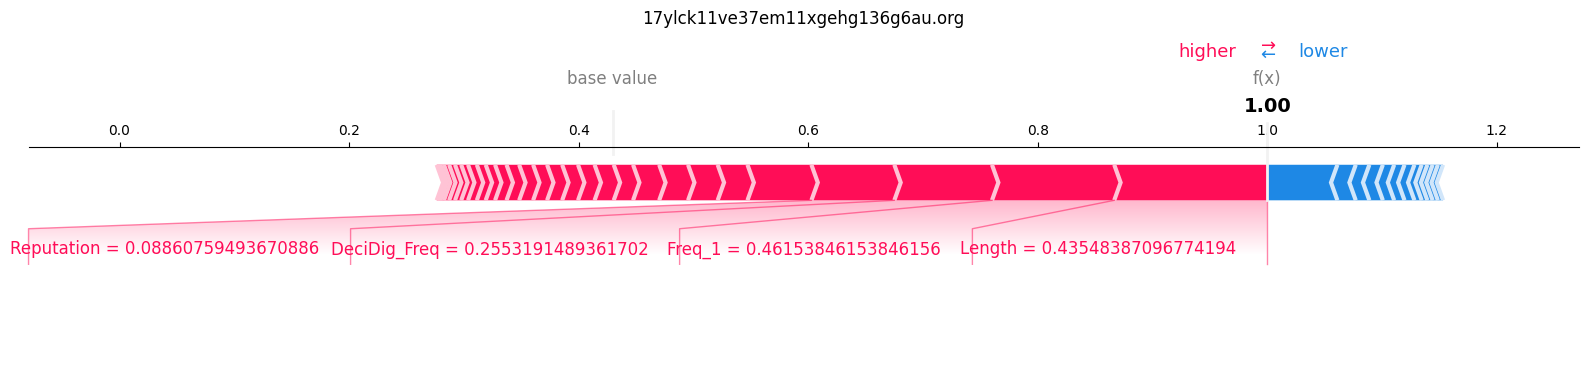 17ylck11ve37em11xgehg136g6au.org
higher ⇄ lower
base value f(x)
1.00
0.0 0.2 0.4 0.6 0.8 1.0 1.2
Reputation = 0.08860759493670886 DeciDig_Freq = 0.2553191489361702 Freq_1 = 0.46153846153846156 Length = 0.43548387096774194